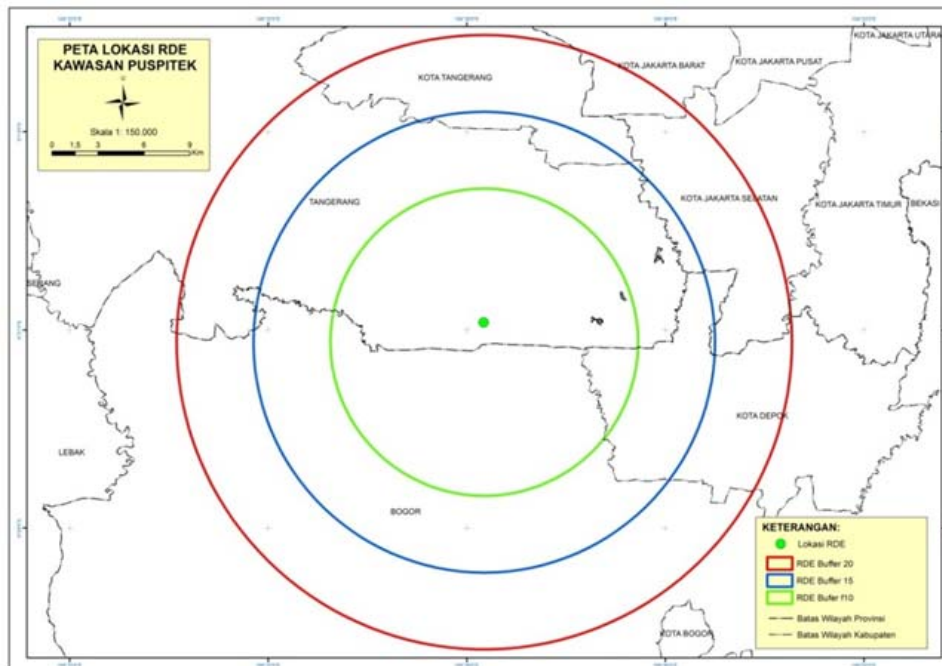 PETA LOKASI RDE
KAWASAN PUSPITEK
Skala 1: 150.000
0 1,5 3 6 9
Km
KOTA JAKARTA UTARA
KOTA JAKARTA BARAT
KOTA JAKARTA PUSAT
KOTA TANGERANG
TANGERANG
KOTA JAKARTA SELATAN
KOTA JAKARTA TIMUR
BEKASI
KOTA DEPOK
LEBAK
BOGOR
KOTA BOGOR
KETERANGAN:
Lokasi RDE
RDE Buffer 20
RDE Buffer 15
RDE Bufer f10
Batas Wilayah Provinsi
Batas Wilayah Kabupaten